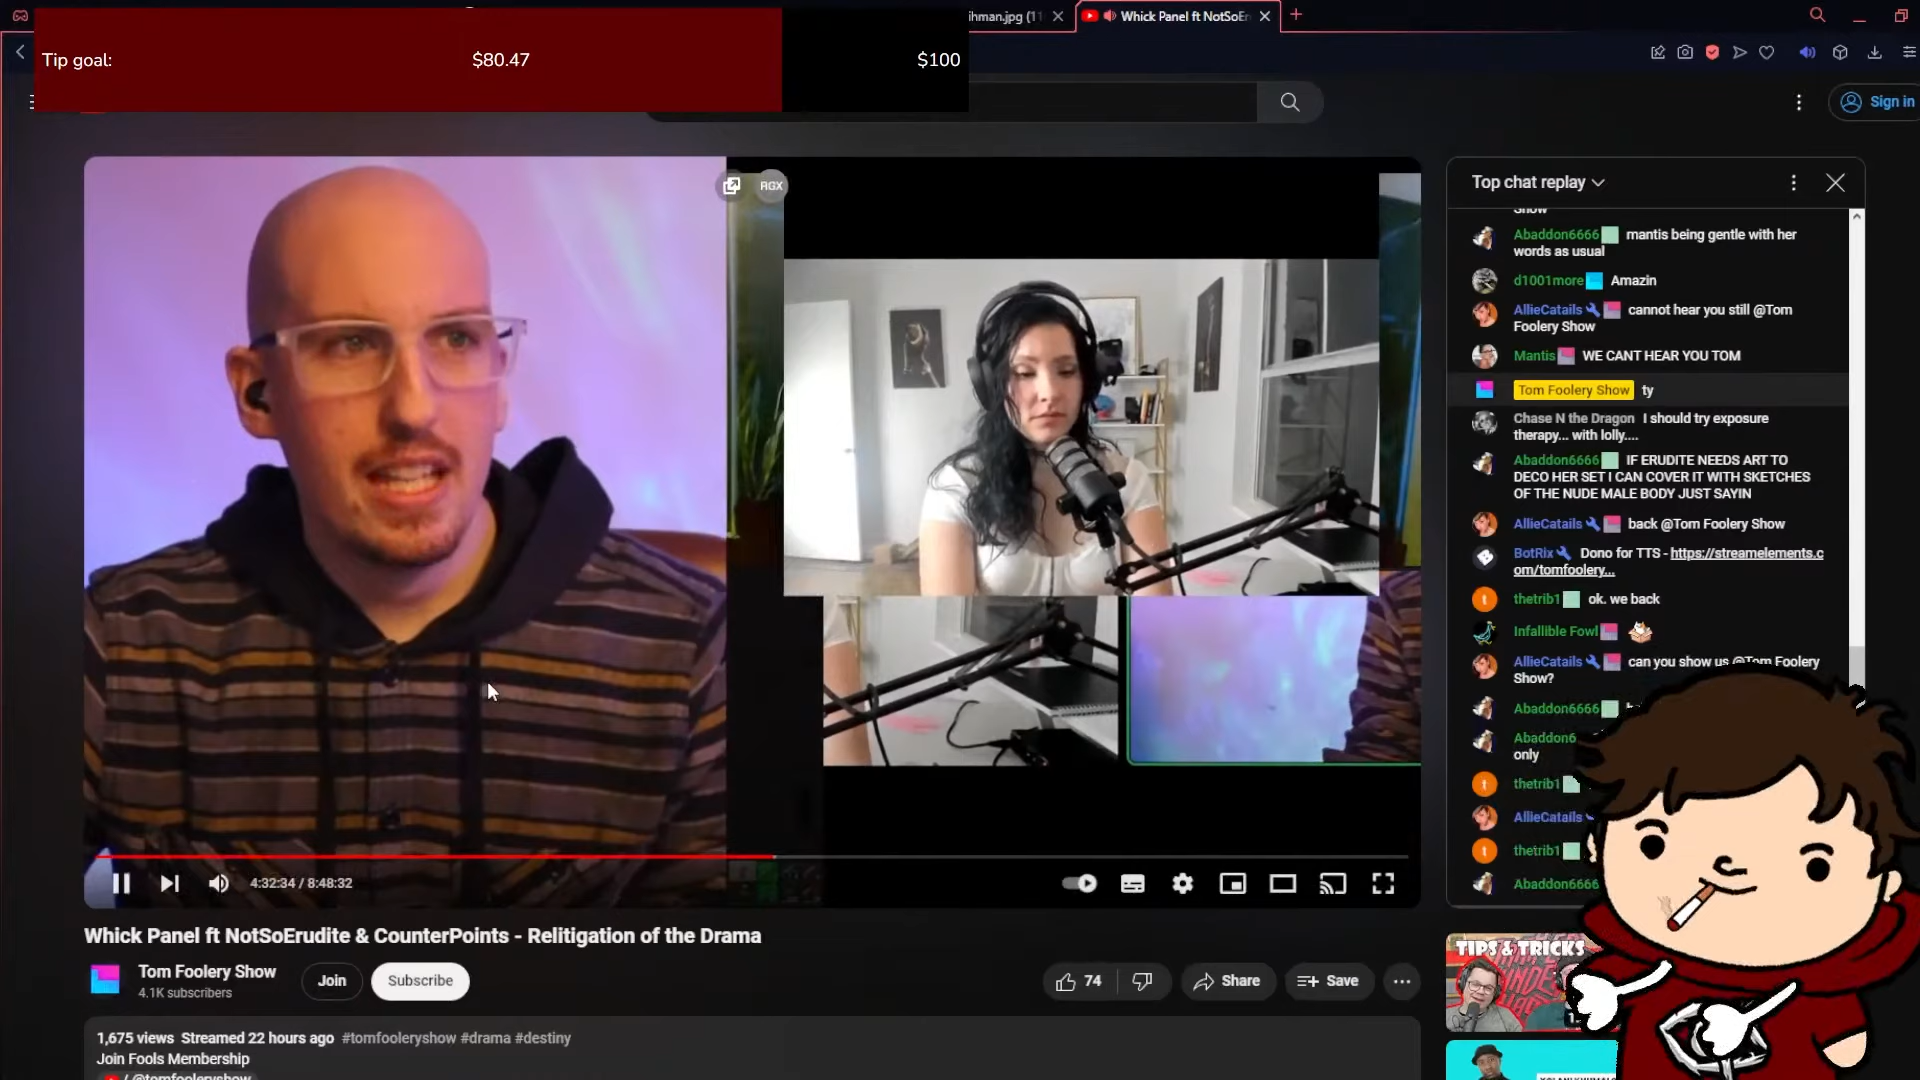 ihman.jpg (11
Whick Panel ft NotSoEr
Tip goal:
$80.47
$100
Sign in
RGX
Top chat replay
Show
Abaddon6666 mantis being gentle with her
words as usual
d1001more Amazin
AllieCatails cannot hear you still @Tom
Foolery Show
Mantis WE CANT HEAR YOU TOM
Tom Foolery Show ty
Chase N the Dragon I should try exposure
therapy... with lolly....
Abaddon6666 IF ERUDITE NEEDS ART TO
DECO HER SET I CAN COVER IT WITH SKETCHES
OF THE NUDE MALE BODY JUST SAYIN
AllieCatails back @Tom Foolery Show
BotRix Dono for TTS - https://streamelements.c
om/tomfoolery...
thetrib1 ok. we back
Infallible Fowl
AllieCatails can you show us @Tom Foolery
Show?
Abaddon6666
Abaddon6
only
thetrib1
AllieCatails
thetrib1
Abaddon6666
4:32:34 / 8:48:32
Whick Panel ft NotSoErudite & CounterPoints - Relitigation of the Drama
Tom Foolery Show
4.1K subscribers
Join
Subscribe
74
Share
Save
TIPS & TRICKS
1,675 views Streamed 22 hours ago #tomfooleryshow #drama #destiny
Join Fools Membership
/ @tomfooleryshow